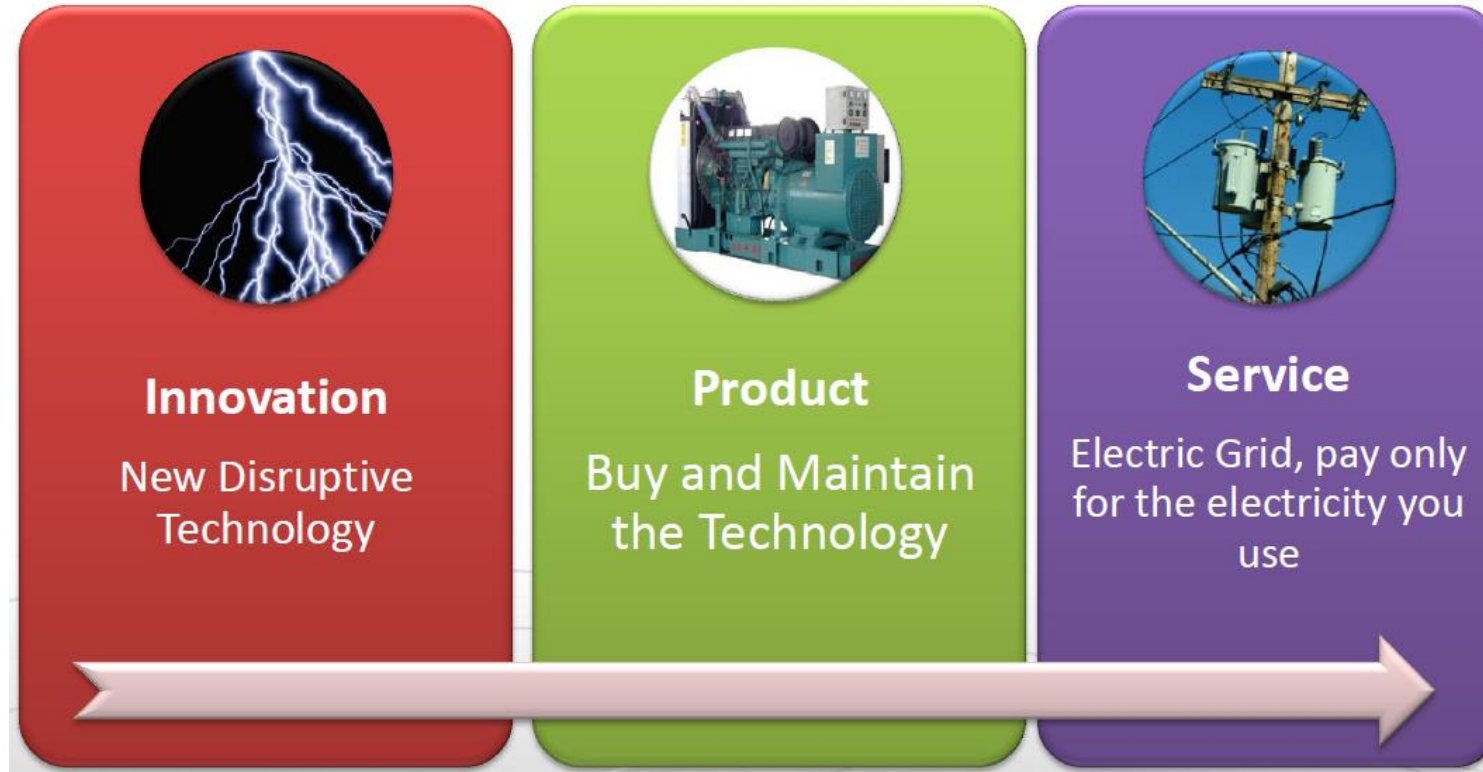 Innovation
New Disruptive
Technology
Product
Buy and Maintain
the Technology
Service
Electric Grid, pay only
for the electricity you
use